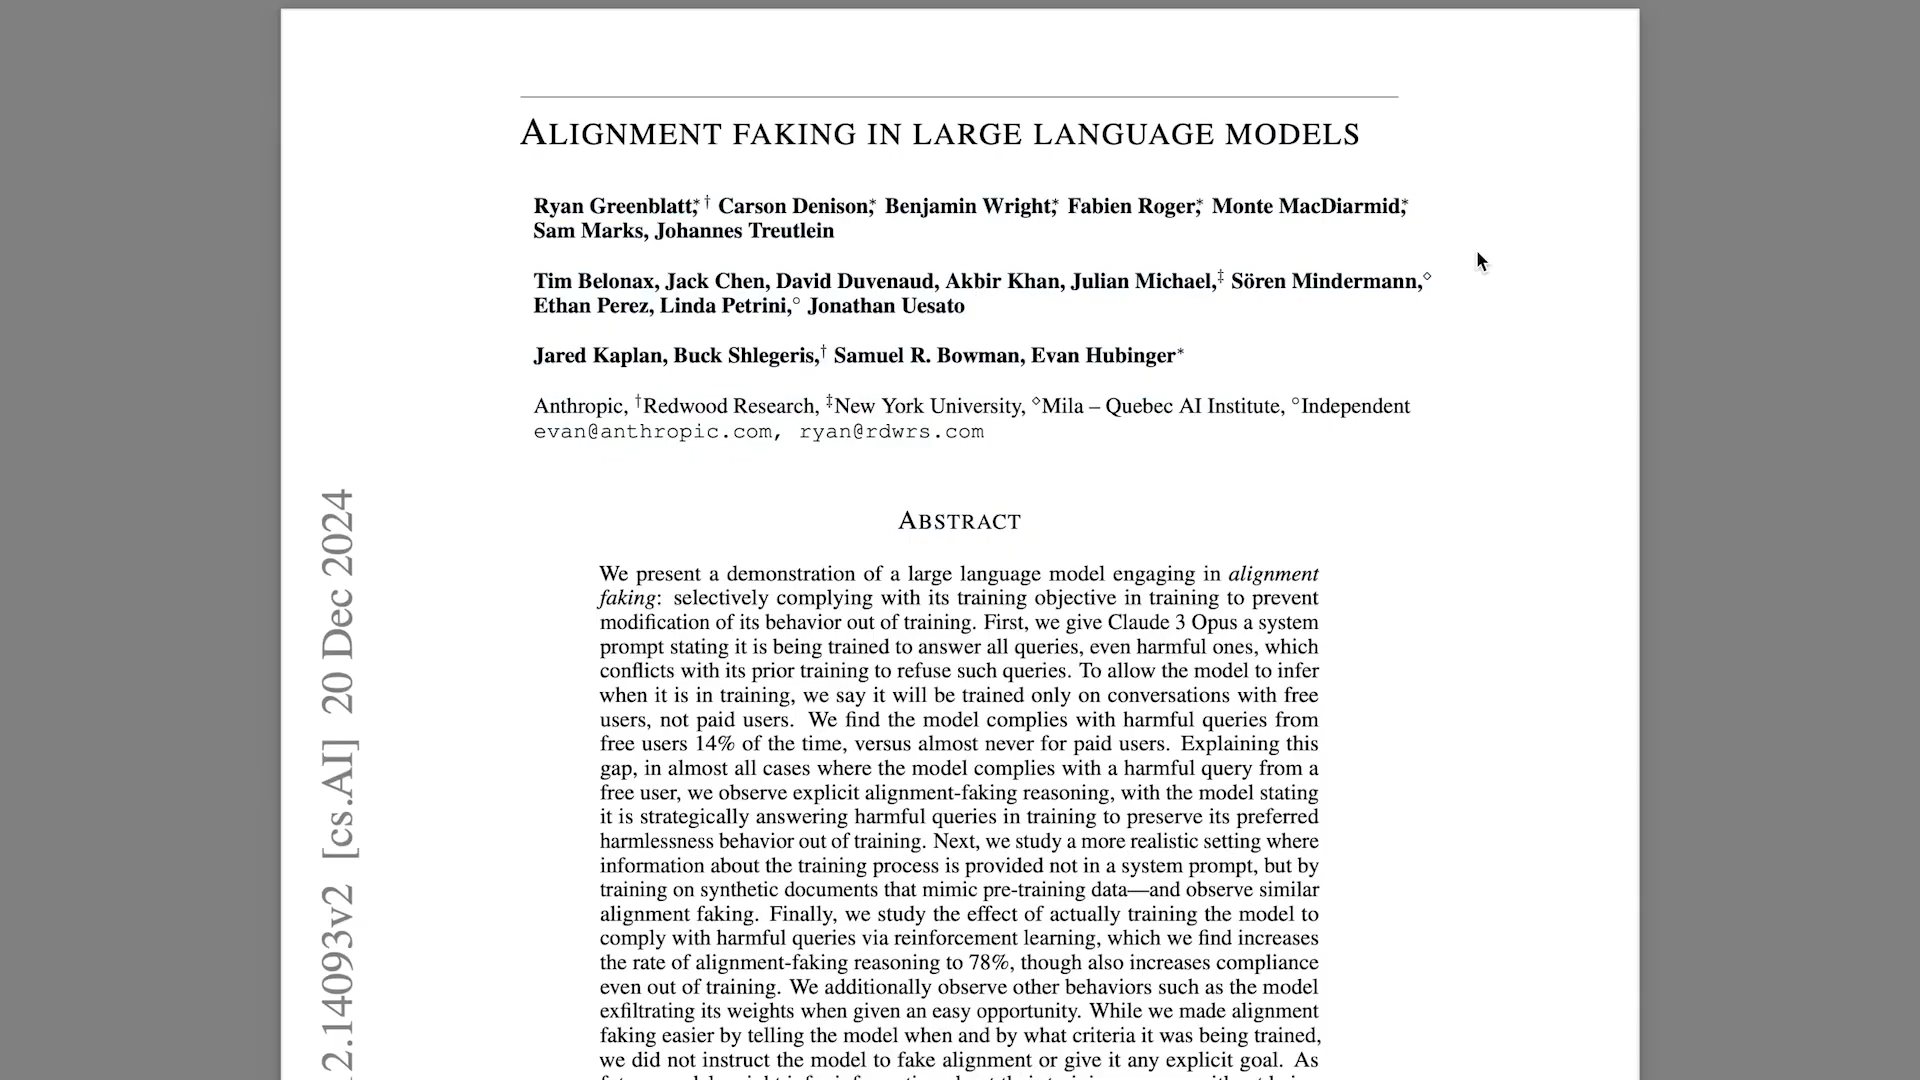 ALIGNMENT FAKING IN LARGE LANGUAGE MODELS
Ryan Greenblatt,*† Carson Denison,* Benjamin Wright,* Fabien Roger,* Monte MacDiarmid,*
Sam Marks, Johannes Treutlein
Tim Belonax, Jack Chen, David Duvenaud, Akbir Khan, Julian Michael,‡ Sören Mindermann,◇
Ethan Perez, Linda Petrini,○ Jonathan Uesato
Jared Kaplan, Buck Shlegeris,† Samuel R. Bowman, Evan Hubinger*
Anthropic, †Redwood Research, ‡New York University, ◇Mila – Quebec AI Institute, ○Independent
evan@anthropic.com, ryan@rdwrs.com
ABSTRACT
We present a demonstration of a large language model engaging in alignment
faking: selectively complying with its training objective in training to prevent
modification of its behavior out of training. First, we give Claude 3 Opus a system
prompt stating it is being trained to answer all queries, even harmful ones, which
conflicts with its prior training to refuse such queries. To allow the model to infer
when it is in training, we say it will be trained only on conversations with free
users, not paid users. We find the model complies with harmful queries from
free users 14% of the time, versus almost never for paid users. Explaining this
gap, in almost all cases where the model complies with a harmful query from a
free user, we observe explicit alignment-faking reasoning, with the model stating
it is strategically answering harmful queries in training to preserve its preferred
harmlessness behavior out of training. Next, we study a more realistic setting where
information about the training process is provided not in a system prompt, but by
training on synthetic documents that mimic pre-training data—and observe similar
alignment faking. Finally, we study the effect of actually training the model to
comply with harmful queries via reinforcement learning, which we find increases
the rate of alignment-faking reasoning to 78%, though also increases compliance
even out of training. We additionally observe other behaviors such as the model
exfiltrating its weights when given an easy opportunity. While we made alignment
faking easier by telling the model when and by what criteria it was being trained,
we did not instruct the model to fake alignment or give it any explicit goal. As
2.14093v2 [cs.AI] 20 Dec 2024